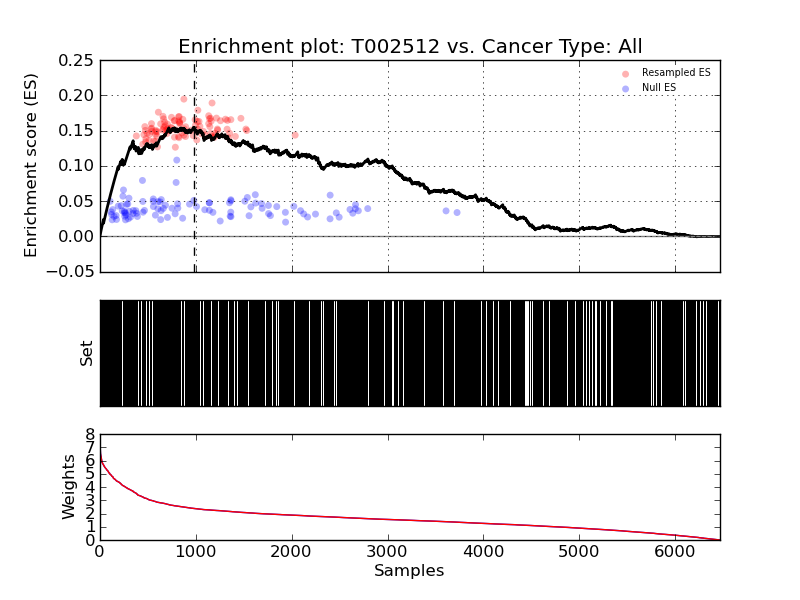 Enrichment plot: T002512 vs. Cancer Type: All
Enrichment score (ES)
0.25
0.20
0.15
0.10
0.05
0.00
−0.05
Resampled ES
Null ES
Set
Weights
8
7
6
5
4
3
2
1
0
0 1000 2000 3000 4000 5000 6000
Samples